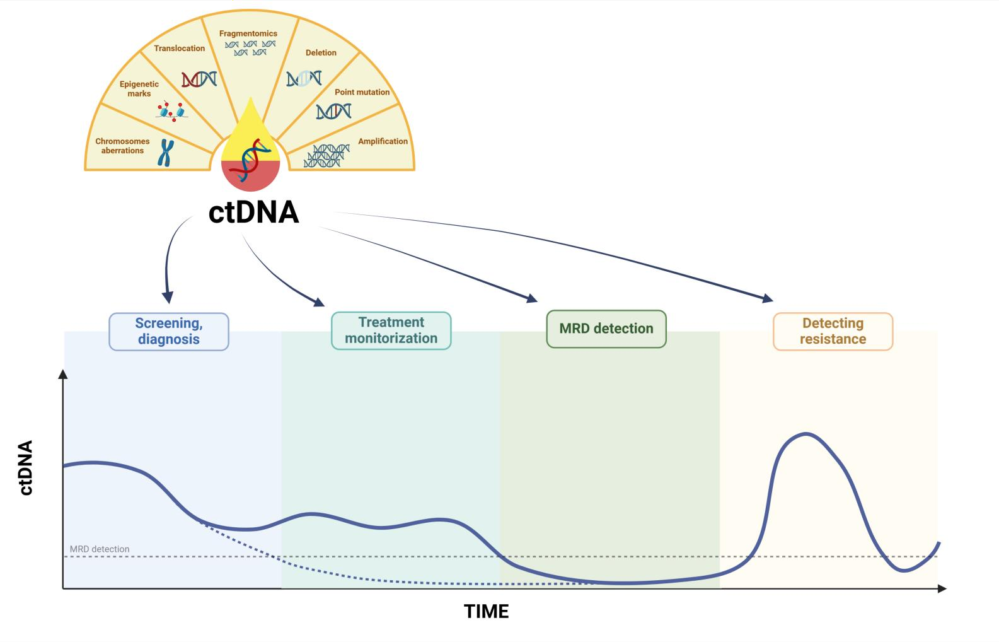 Fragmentomics
Translocation
Deletion
Epigenetic
marks
Point mutation
Chromosomes
aberrations
Amplification
ctDNA
Screening,
diagnosis
Treatment
monitorization
MRD detection
Detecting
resistance
ctDNA
MRD detection
TIME